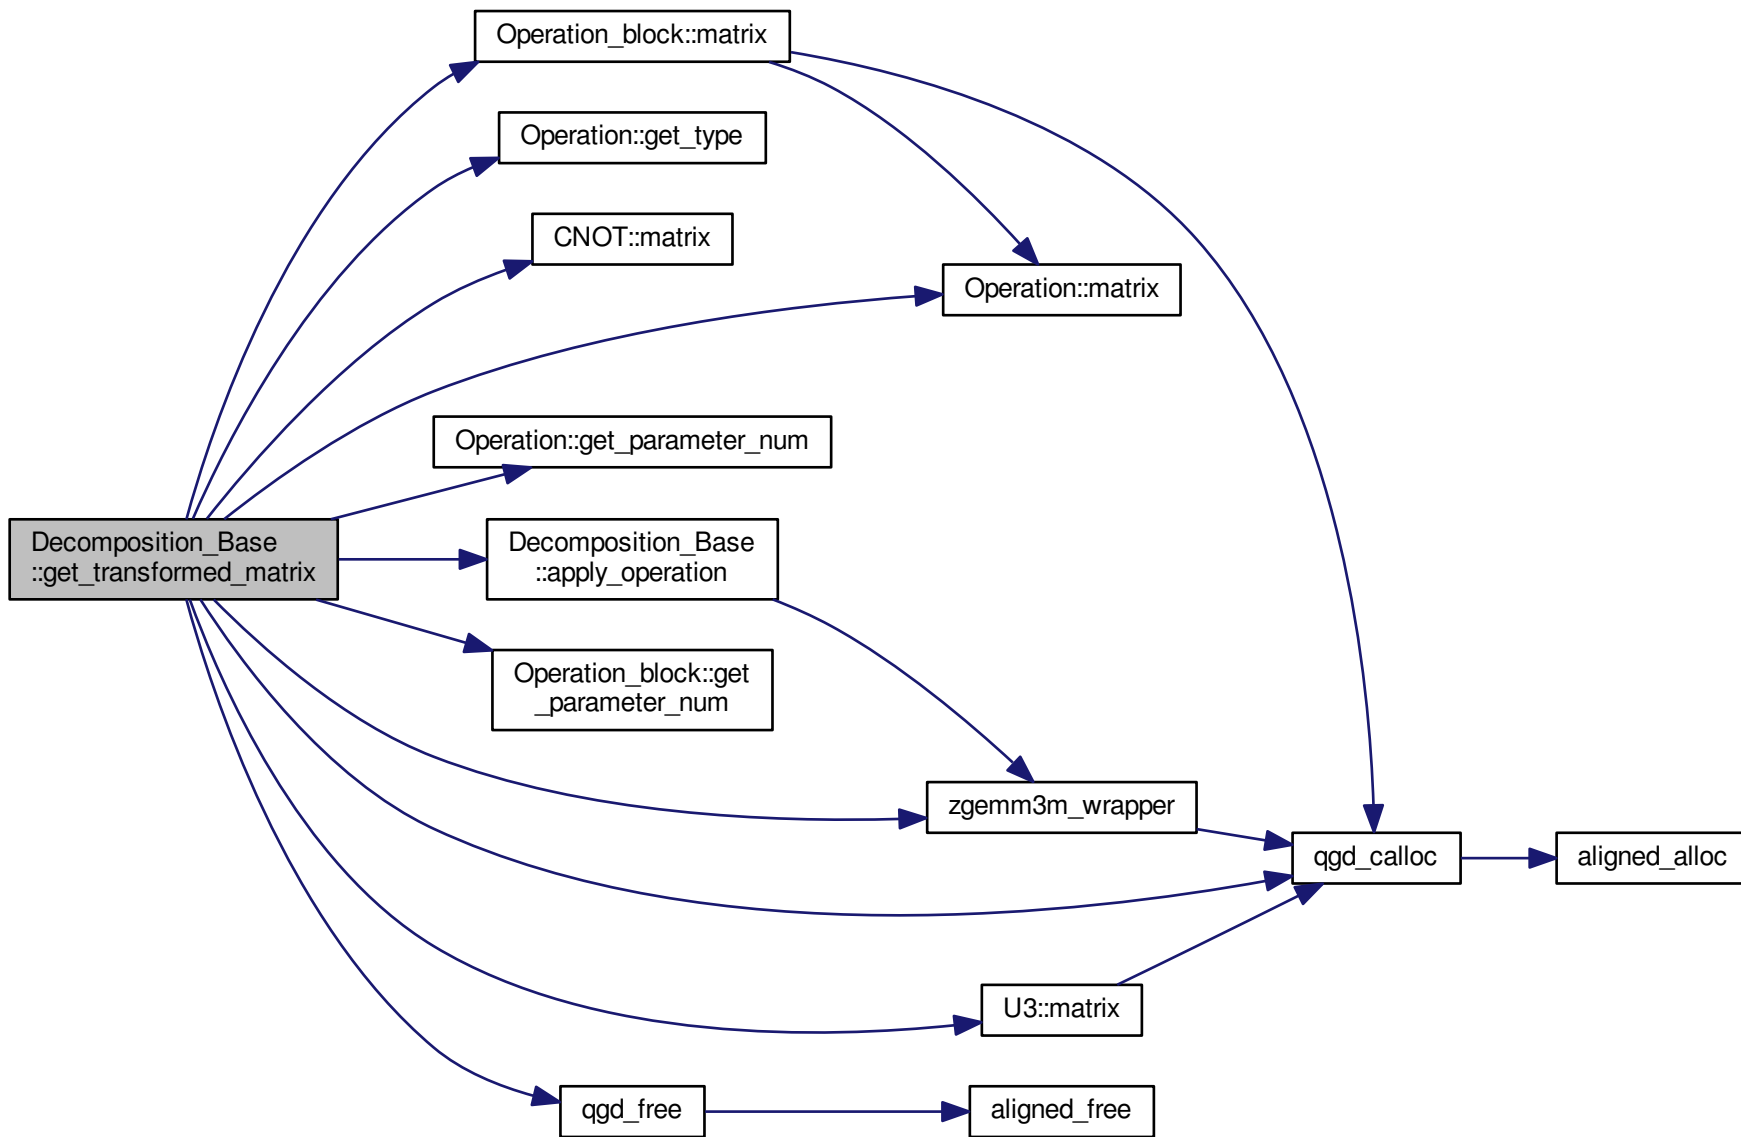 Operation_block::matrix
Operation::get_type
CNOT::matrix
Operation::matrix
Operation::get_parameter_num
Decomposition_Base
::get_transformed_matrix
Decomposition_Base
::apply_operation
Operation_block::get
_parameter_num
zgemm3m_wrapper
qgd_calloc
aligned_alloc
U3::matrix
qgd_free
aligned_free